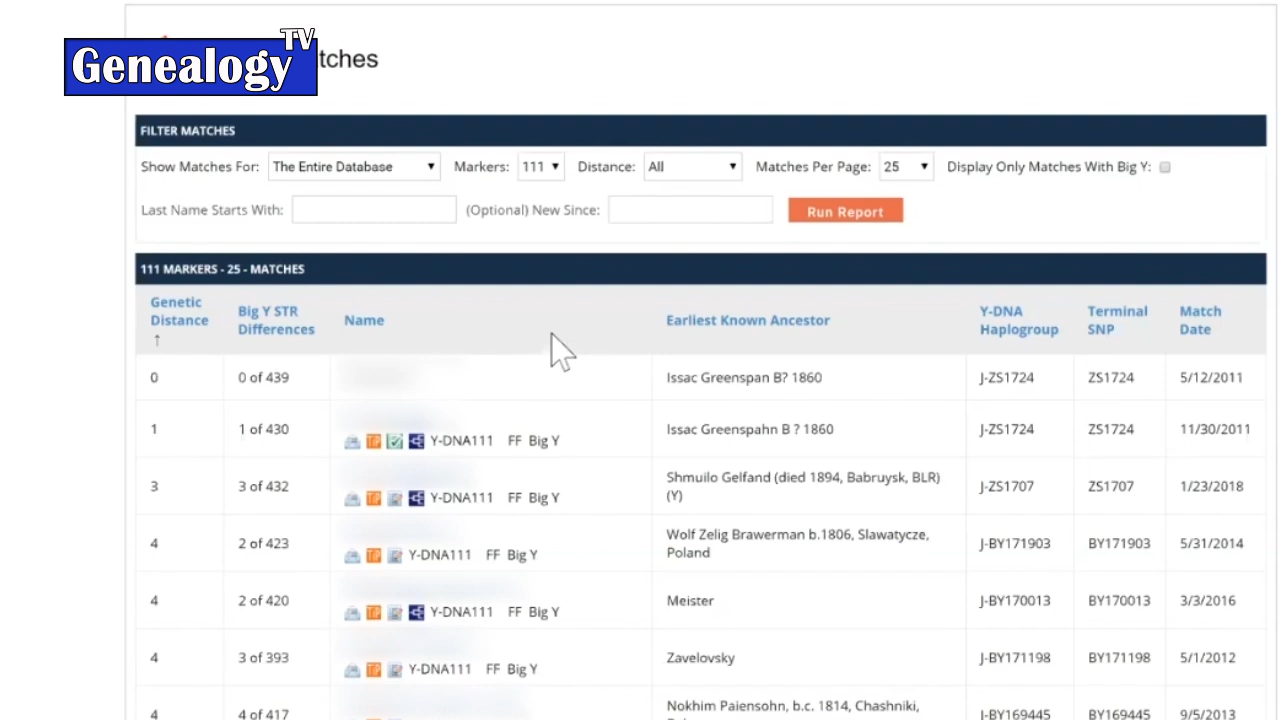 Genealogy TV
tches
FILTER MATCHES
Show Matches For: The Entire Database Markers: 111 Distance: All Matches Per Page: 25 Display Only Matches With Big Y:
Last Name Starts With: (Optional) New Since: Run Report
111 MARKERS - 25 - MATCHES
Genetic Distance ↑ Big Y STR Differences Name Earliest Known Ancestor Y-DNA Haplogroup Terminal SNP Match Date
0 0 of 439 Issac Greenspan B? 1860 J-ZS1724 ZS1724 5/12/2011
1 1 of 430 Y-DNA111 FF Big Y Issac Greenspahn B ? 1860 J-ZS1724 ZS1724 11/30/2011
3 3 of 432 Y-DNA111 FF Big Y Shmuilo Gelfand (died 1894, Babruysk, BLR) (Y) J-ZS1707 ZS1707 1/23/2018
4 2 of 423 Y-DNA111 FF Big Y Wolf Zelig Brawerman b.1806, Slawatycze, Poland J-BY171903 BY171903 5/31/2014
4 2 of 420 Y-DNA111 FF Big Y Meister J-BY170013 BY170013 3/3/2016
4 3 of 393 Y-DNA111 FF Big Y Zavelovsky J-BY171198 BY171198 5/1/2012
4 4 of 417 Nokhim Paiensohn, b.c. 1814, Chashniki, J-BY169445 BY169445 9/5/2013